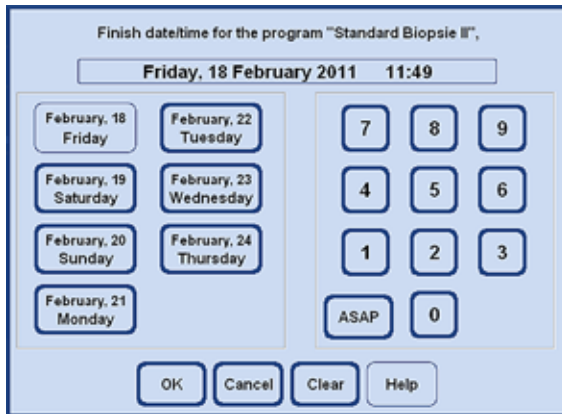 Finish date/time for the program "Standard Biopsie II",
Friday, 18 February 2011 11:49
February, 18
Friday
February, 22
Tuesday
February, 19
Saturday
February, 23
Wednesday
February, 20
Sunday
February, 24
Thursday
February, 21
Monday
7 8 9
4 5 6
1 2 3
ASAP 0
OK Cancel Clear Help